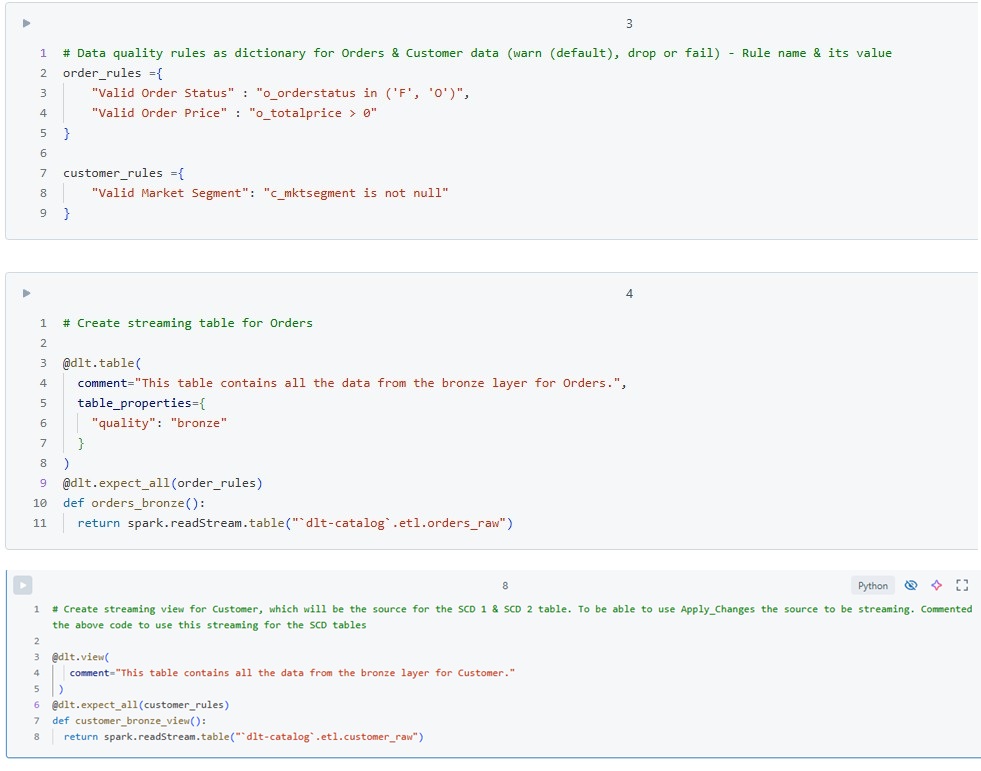 3
1 # Data quality rules as dictionary for Orders & Customer data (warn (default), drop or fail) - Rule name & its value
2 order_rules ={
3     "Valid Order Status" : "o_orderstatus in ('F', 'O')",
4     "Valid Order Price" : "o_totalprice > 0"
5 }
6
7 customer_rules ={
8     "Valid Market Segment": "c_mktsegment is not null"
9 }
4
1 # Create streaming table for Orders
2
3 @dlt.table(
4   comment="This table contains all the data from the bronze layer for Orders.",
5   table_properties={
6     "quality": "bronze"
7   }
8 )
9 @dlt.expect_all(order_rules)
10 def orders_bronze():
11   return spark.readStream.table("`dlt-catalog`.etl.orders_raw")
8 Python
1 # Create streaming view for Customer, which will be the source for the SCD 1 & SCD 2 table. To be able to use Apply_Changes the source to be streaming. Commented
the above code to use this streaming for the SCD tables
2
3 @dlt.view(
4   comment="This table contains all the data from the bronze layer for Customer."
5 )
6 @dlt.expect_all(customer_rules)
7 def customer_bronze_view():
8   return spark.readStream.table("`dlt-catalog`.etl.customer_raw")